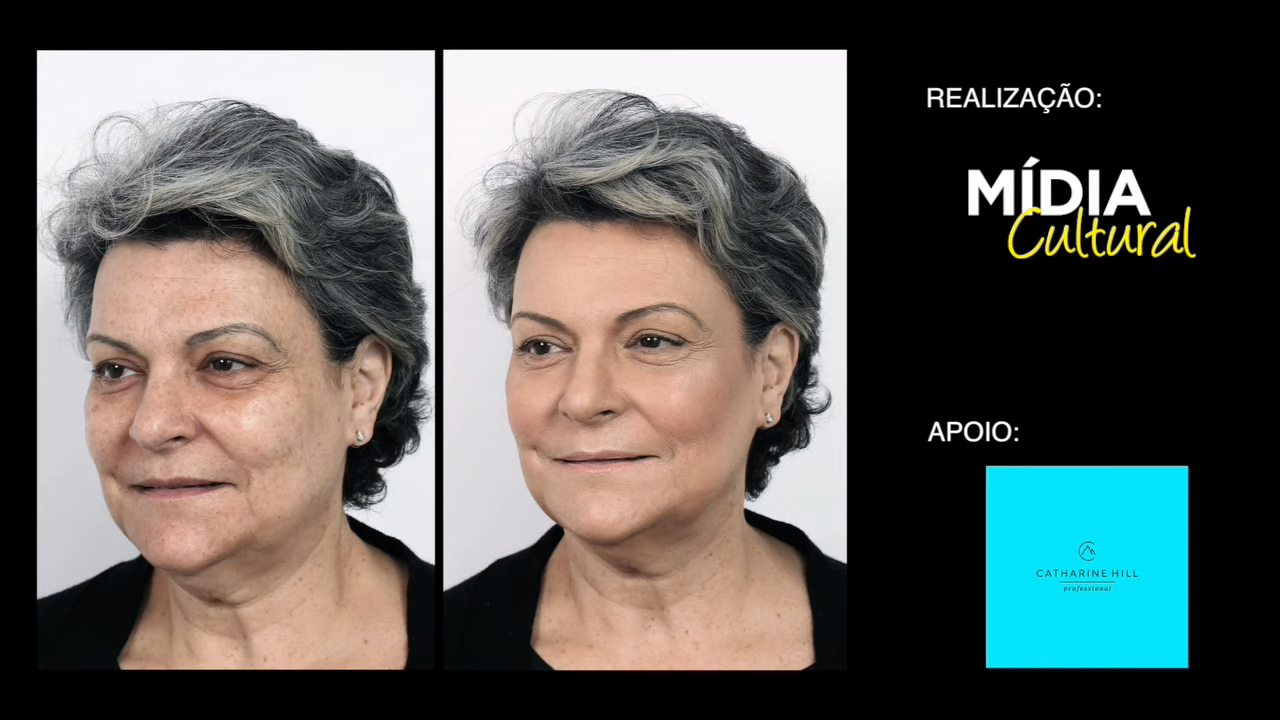 REALIZAÇÃO:
MÍDIA
Cultural
APOIO:
CATHARINE HILL
professional